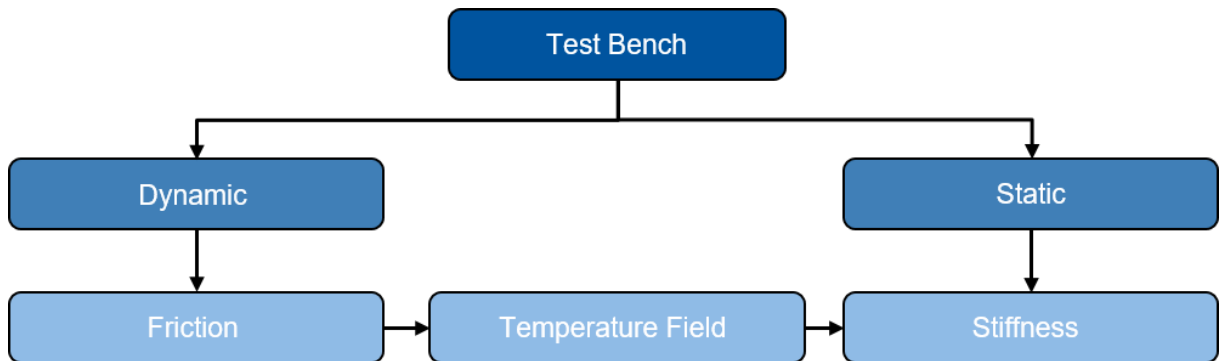 Test Bench
Dynamic
Static
Friction
Temperature Field
Stiffness